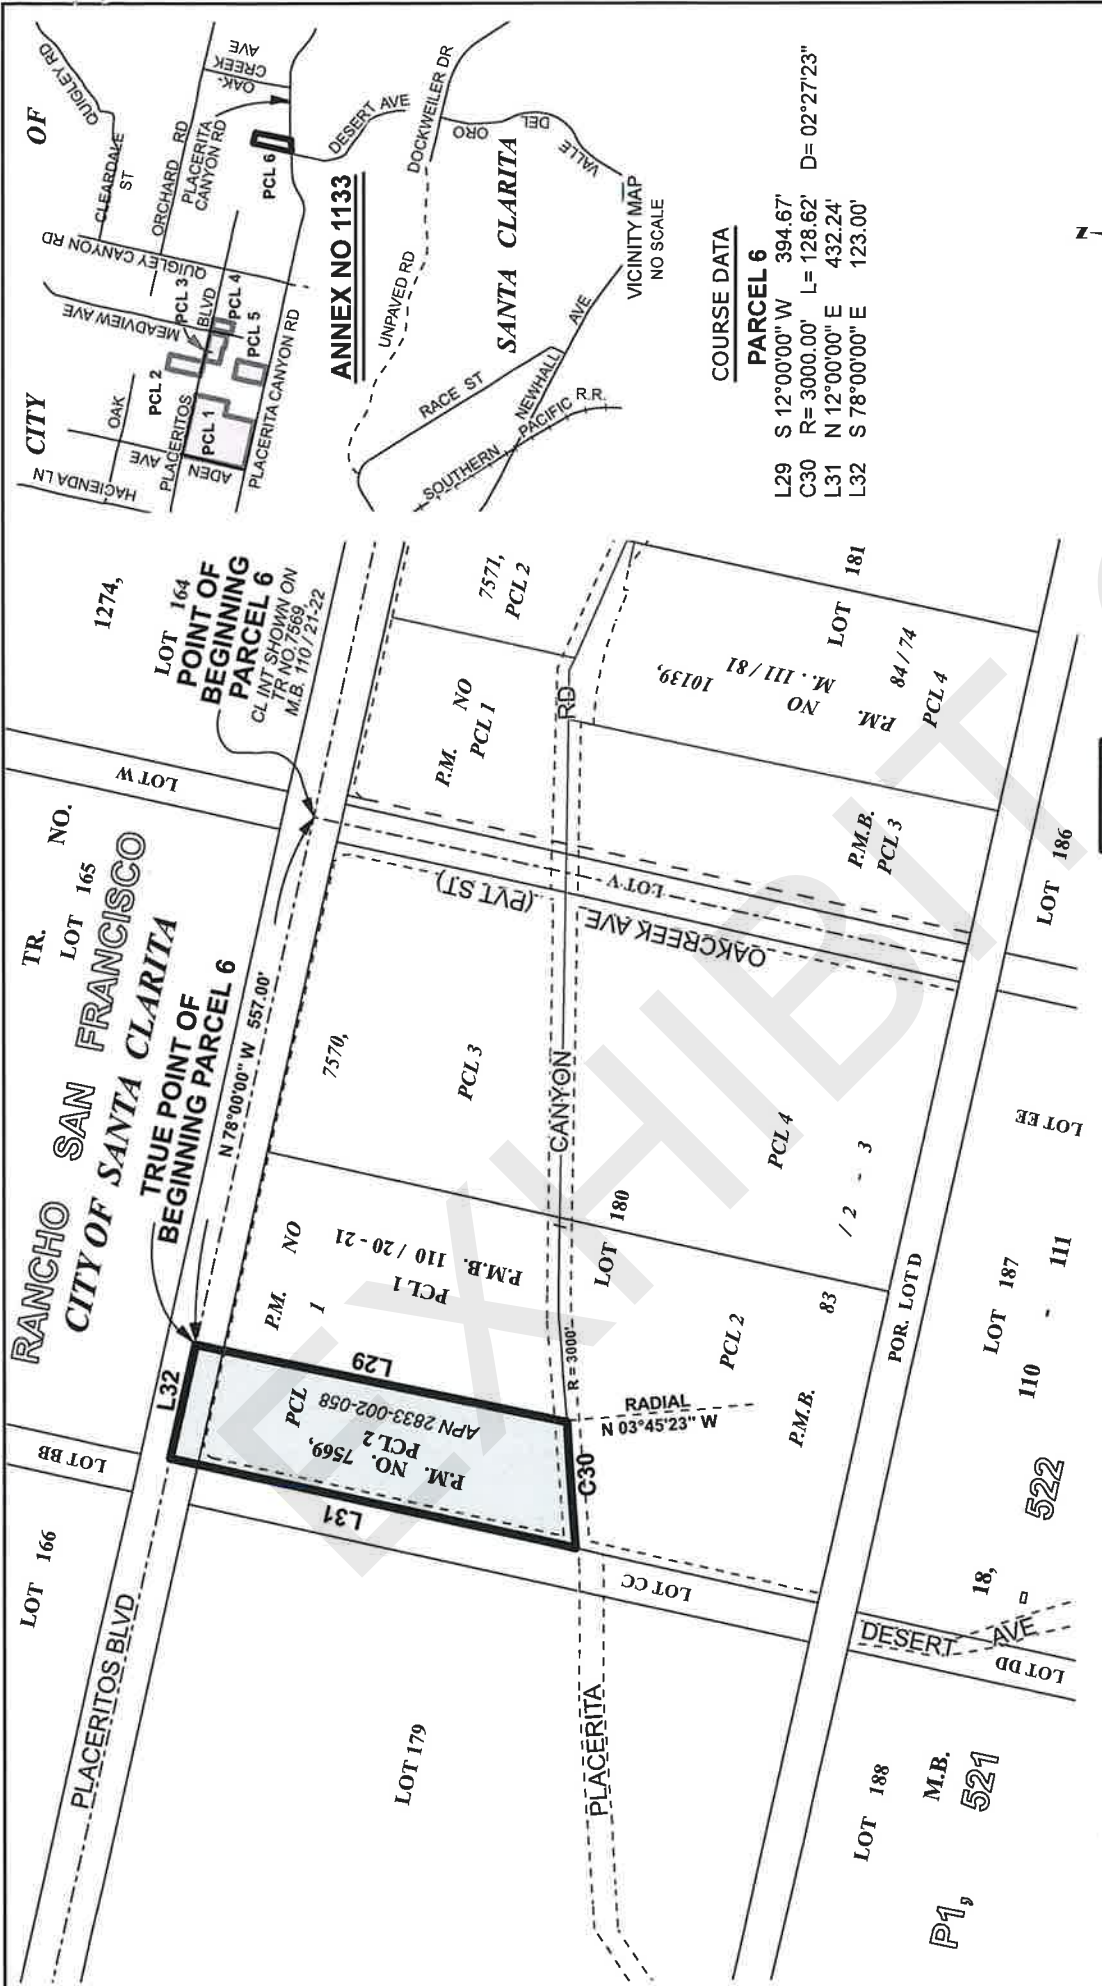 CITY
OF
HACIENDA LN
OAK
AVE
ADEN
PLACERITOS
BLVD
PCL 1
PCL 2
PCL 3
PCL 4
PCL 5
PCL 6
MEADVIEW AVE
QUIGLEY CANYON RD
CLEARDALE
ST
QUIGLEY RD
ORCHARD RD
PLACERITA
CANYON RD
OAK-
CREEK
AVE
PLACERITA CANYON RD
DESERT AVE
ANNEX NO 1133
DOCKWEILER DR
UNPAVED RD
SANTA CLARITA
ORO
DEL
VALLE
RACE ST
NEWHALL
AVE
SOUTHERN
PACIFIC R.R.
VICINITY MAP
NO SCALE
COURSE DATA
PARCEL 6
L29 S 12°00'00" W 394.67'
C30 R= 3000.00' L= 128.62' D= 02°27'23"
L31 N 12°00'00" E 432.24'
L32 S 78°00'00" E 123.00'
N
RANCHO SAN FRANCISCO
CITY OF SANTA CLARITA
TR. NO.
1274,
LOT 166
LOT BB
LOT 165
LOT W
LOT 164
TRUE POINT OF
BEGINNING PARCEL 6
POINT OF
BEGINNING
PARCEL 6
CL INT SHOWN ON
TR NO.7569
M.B. 110 / 21-22
N 78°00'00" W 557.00'
PLACERITOS BLVD
L32
L29
L31
C30
P.M. NO. 7569,
PCL 2
APN 2833-002-058
PCL 1
P.M. NO
7570,
PCL 1
P.M.B. 110 / 20 - 21
PCL 3
P.M. NO
PCL 1
7571,
PCL 2
(PVT ST)
OAKCREEK AVE
LOT V
PLACERITA
CANYON
RD
R = 3000'
RADIAL
N 03°45'23" W
LOT 179
LOT CC
LOT 180
PCL 2
PCL 4
P.M.B. 83 / 2 - 3
P.M.B.
PCL 3
10139,
M. . 111 / 81
NO
P.M.
84 / 74
PCL 4
LOT 181
POR. LOT D
DESERT AVE
LOT DD
LOT EE
LOT 186
LOT 187
LOT 188
M.B. 18, 110 - 111
P1,
521
522
EXHIBIT